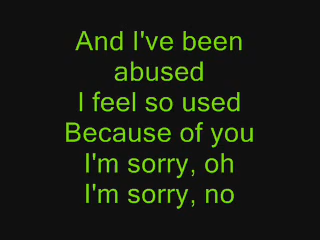 And I've been
abused
I feel so used
Because of you
I'm sorry, oh
I'm sorry, no